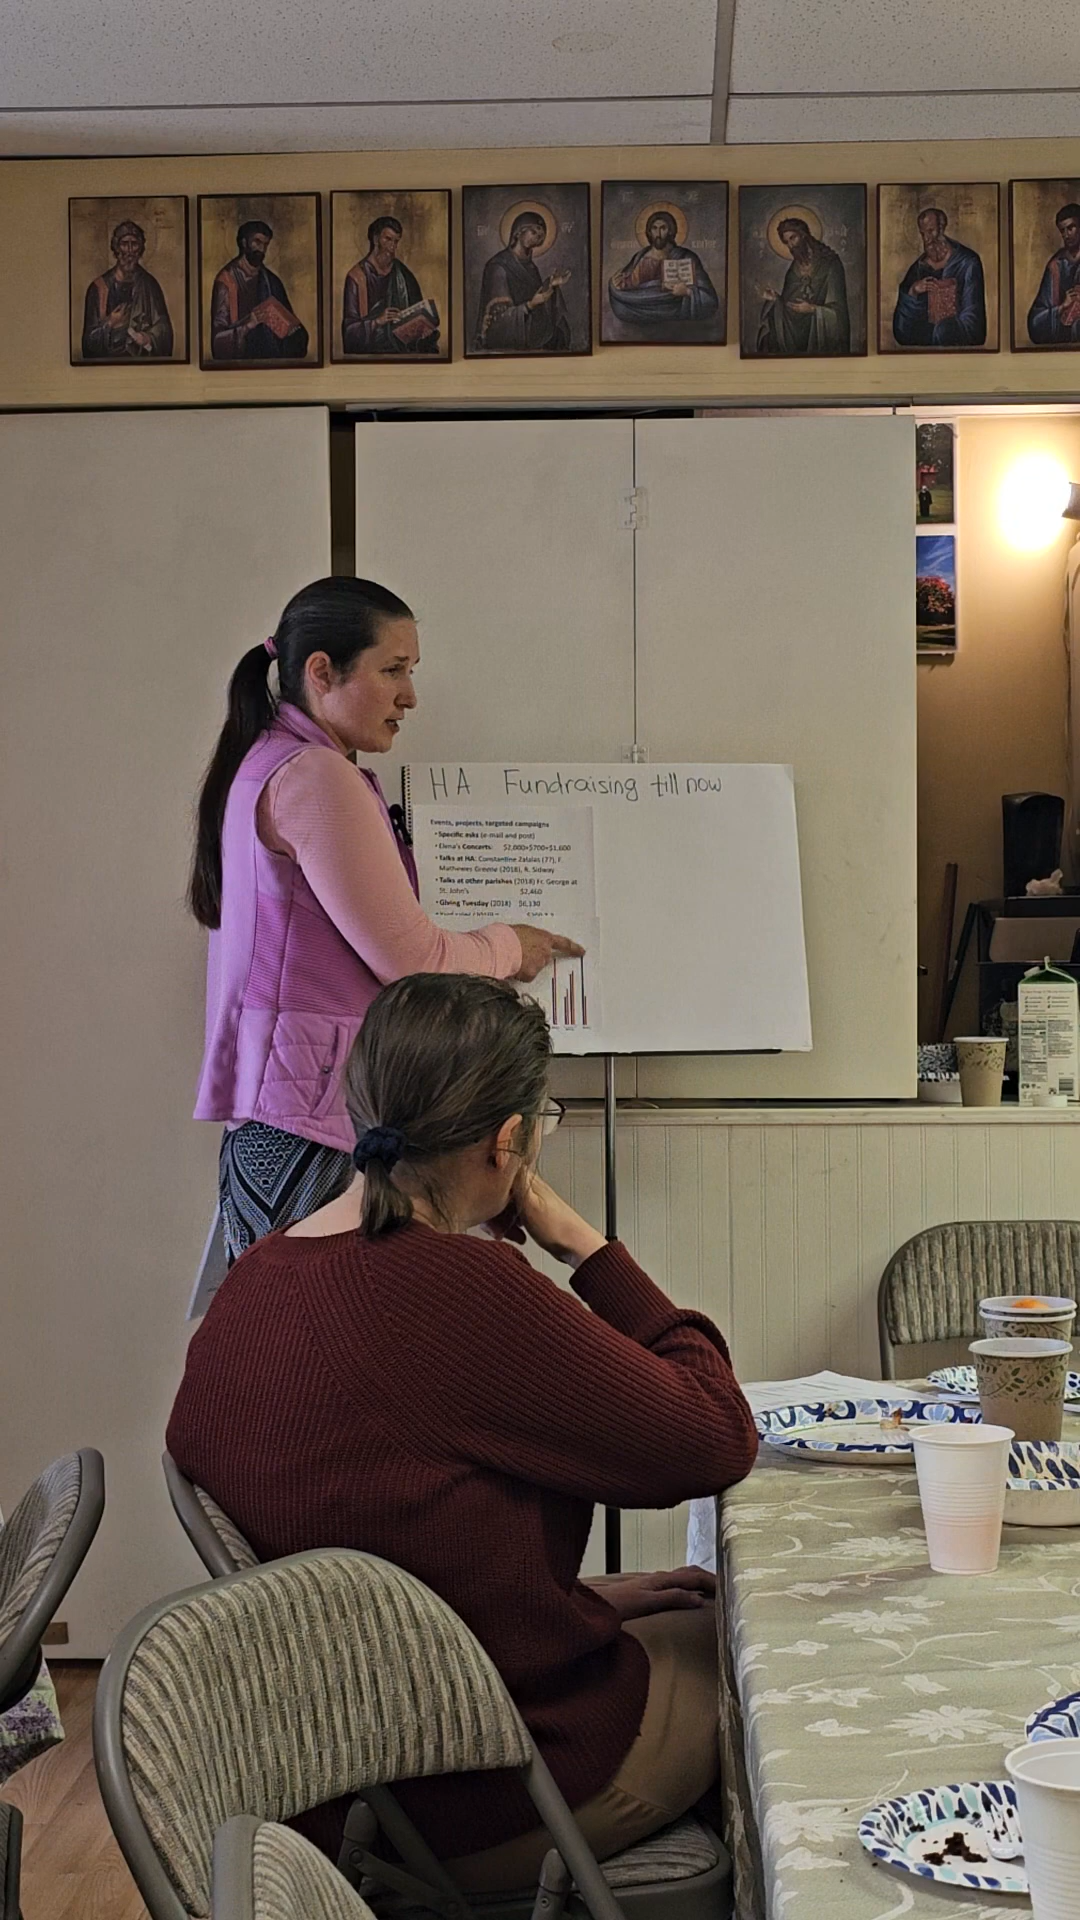 HA Fundraising till now
Events, projects, targeted campaigns
• Specific asks (e-mail and post)
• Elena's Concerts: $2,000+$700+$1,600
• Talks at HA: Constantine Zalalas (77), F.
Mathewes Greene (2018), R. Sidway
• Talks at other parishes (2018) Fr. George at
St. John's $2,460
• Giving Tuesday (2018) $6,130